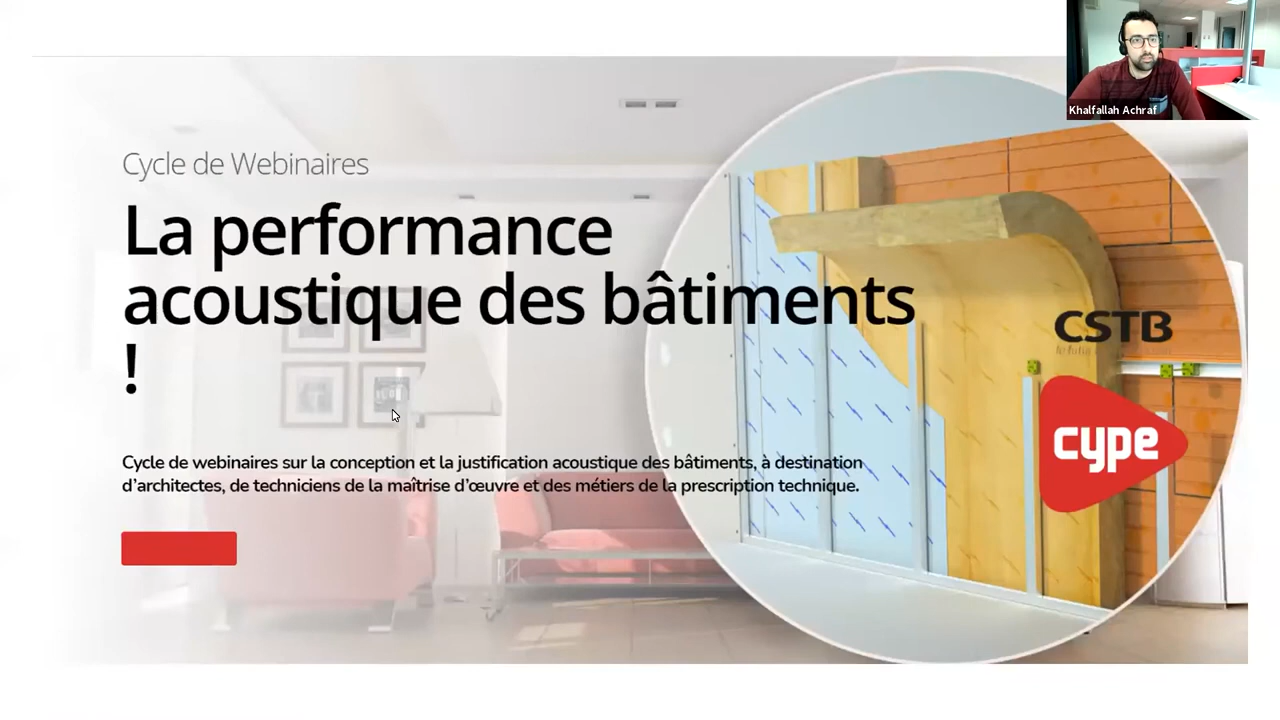 Khalfallah Achraf
Cycle de Webinaires
La performance
acoustique des bâtiments
!
CSTB
cype
Cycle de webinaires sur la conception et la justification acoustique des bâtiments, à destination
d'architectes, de techniciens de la maîtrise d'œuvre et des métiers de la prescription technique.